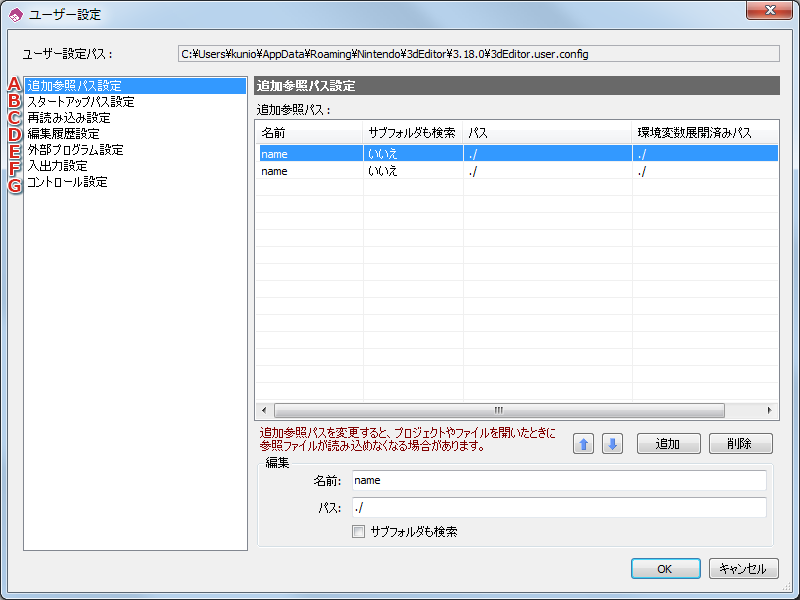 ユーザー設定
ユーザー設定パス:
C:¥Users¥kunio¥AppData¥Roaming¥Nintendo¥3dEditor¥3.18.0¥3dEditor.user.config
A 追加参照パス設定
B スタートアップパス設定
C 再読み込み設定
D 編集履歴設定
E 外部プログラム設定
F 入出力設定
G コントロール設定
追加参照パス設定
追加参照パス:
名前 サブフォルダも検索 パス 環境変数展開済みパス
name いいえ ./ ./
name いいえ ./ ./
追加参照パスを変更すると、プロジェクトやファイルを開いたときに
参照ファイルが読み込めなくなる場合があります。
追加 削除
編集
名前: name
パス: ./
サブフォルダも検索
OK キャンセル